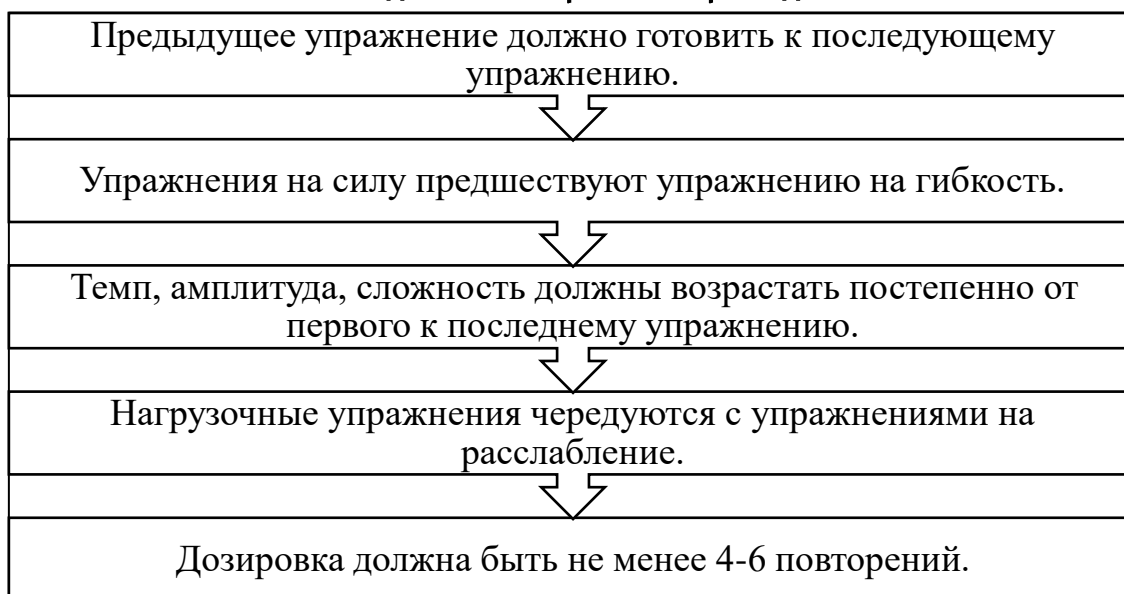 Предыдущее упражнение должно готовить к последующему
упражнению.
Упражнения на силу предшествуют упражнению на гибкость.
Темп, амплитуда, сложность должны возрастать постепенно от
первого к последнему упражнению.
Нагрузочные упражнения чередуются с упражнениями на
расслабление.
Дозировка должна быть не менее 4-6 повторений.